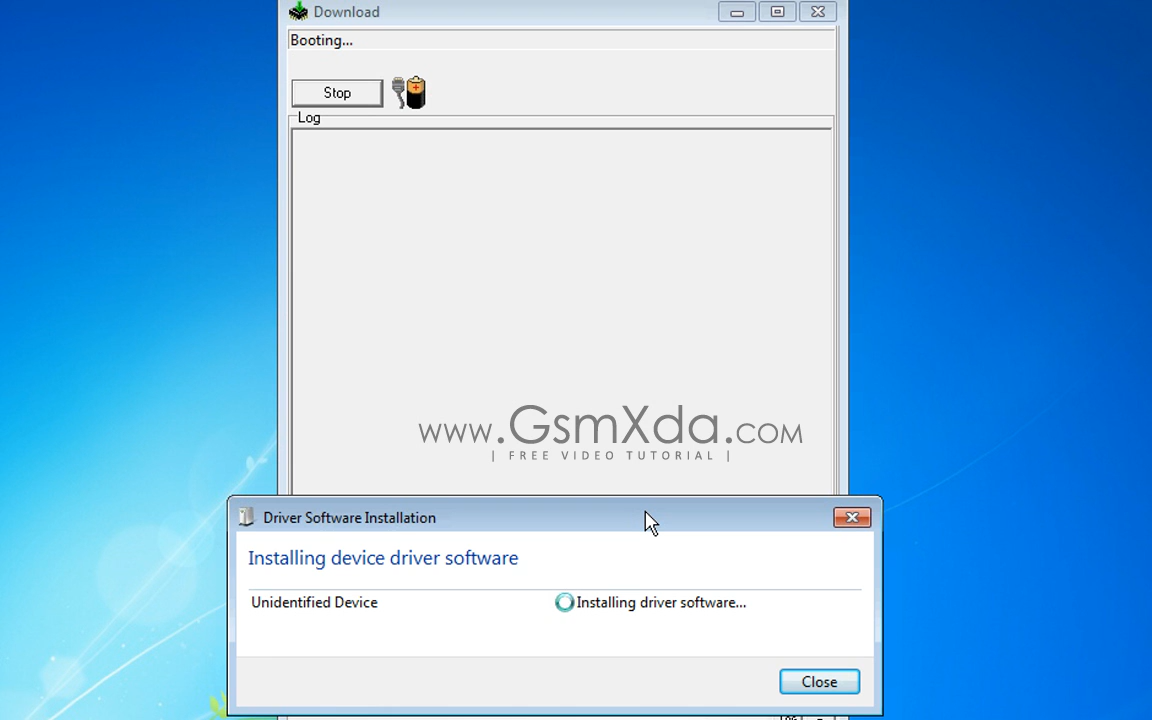 Download
Booting...
Stop
Log
www.GsmXda.com
| FREE VIDEO TUTORIAL |
Driver Software Installation
Installing device driver software
Unidentified Device
Installing driver software...
Close